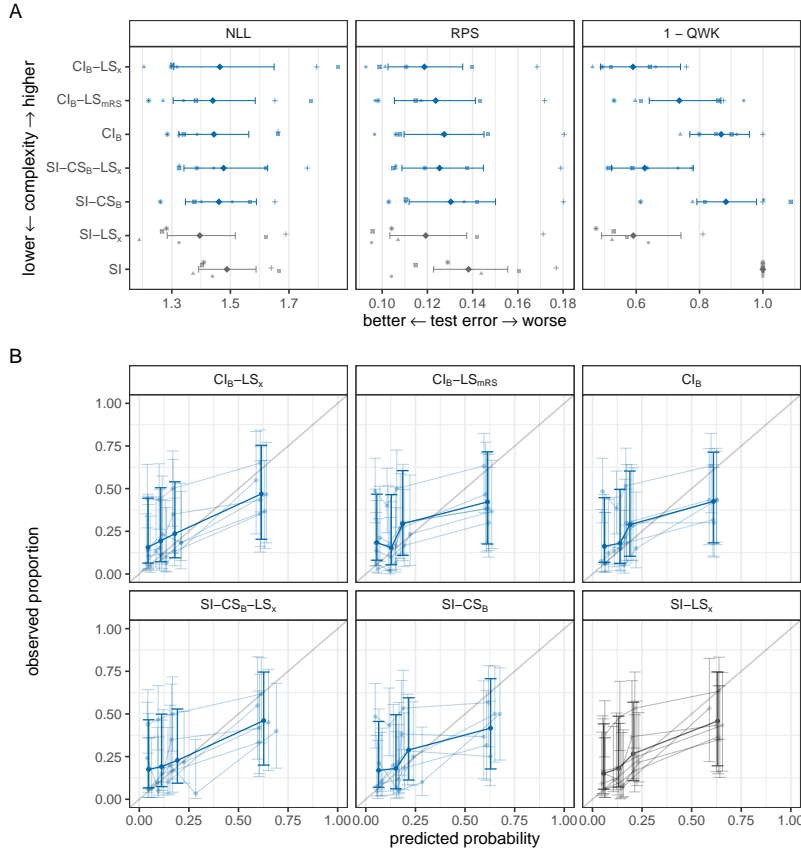 A
NLL
RPS
1 − QWK
lower ← complexity → higher
CI_B−LS_x
CI_B−LS_mRS
CI_B
SI−CS_B−LS_x
SI−CS_B
SI−LS_x
SI
1.3 1.5 1.7
0.10 0.12 0.14 0.16 0.18
0.6 0.8 1.0
better ← test error → worse
B
CI_B−LS_x
CI_B−LS_mRS
CI_B
1.00
0.75
0.50
0.25
0.00
SI−CS_B−LS_x
SI−CS_B
SI−LS_x
observed proportion
1.00
0.75
0.50
0.25
0.00
0.00 0.25 0.50 0.75 1.00
0.00 0.25 0.50 0.75 1.00
0.00 0.25 0.50 0.75 1.00
predicted probability